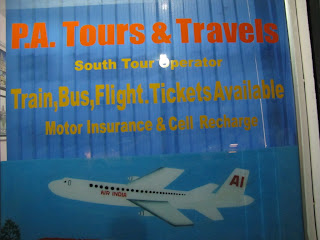 P.A. Tours & Travels
South Tour Operator
Train,Bus,Flight.Tickets Available
Motor Insurance & Cell Recharge
AIR INDIA
AI